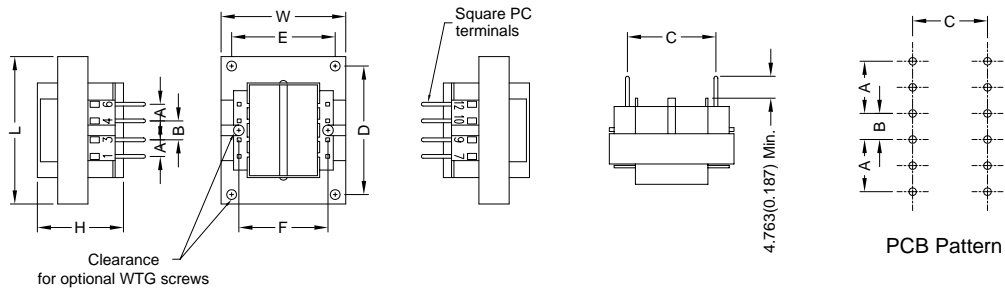 W
E
Square PC
terminals
C
C
L
6
4
3
1
A
B
A
D
12
10
9
7
4.763(0.187) Min.
A
B
A
H
F
Clearance
for optional WTG screws
PCB Pattern